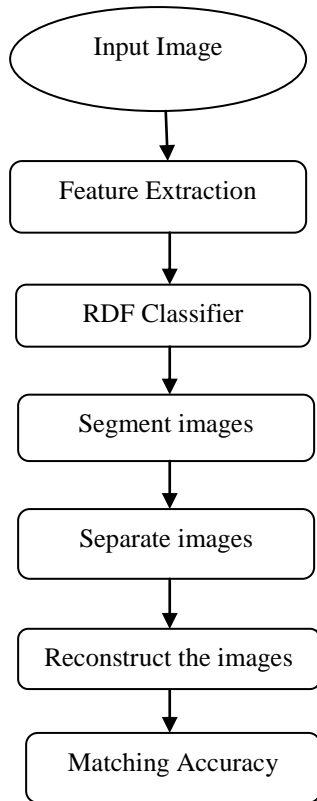 Input Image
Feature Extraction
RDF Classifier
Segment images
Separate images
Reconstruct the images
Matching Accuracy